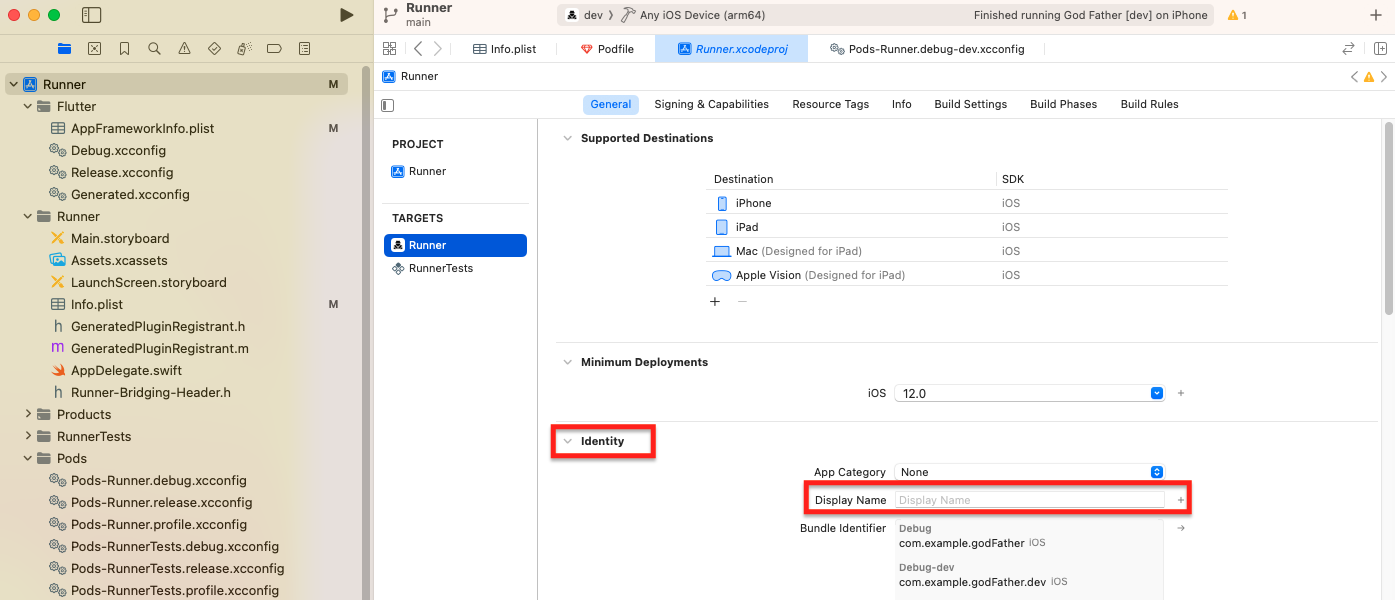 Runner
main
dev
Any iOS Device (arm64)
Finished running God Father [dev] on iPhone
1
Info.plist
Podfile
Runner.xcodeproj
Pods-Runner.debug-dev.xcconfig
Runner M
Flutter
AppFrameworkInfo.plist M
Debug.xcconfig
Release.xcconfig
Generated.xcconfig
Runner
Main.storyboard
Assets.xcassets
LaunchScreen.storyboard
Info.plist M
h GeneratedPluginRegistrant.h
m GeneratedPluginRegistrant.m
AppDelegate.swift
h Runner-Bridging-Header.h
Products
RunnerTests
Pods
Pods-Runner.debug.xcconfig
Pods-Runner.release.xcconfig
Pods-Runner.profile.xcconfig
Pods-RunnerTests.debug.xcconfig
Pods-RunnerTests.release.xcconfig
Pods-RunnerTests.profile.xcconfig
Runner
General Signing & Capabilities Resource Tags Info Build Settings Build Phases Build Rules
PROJECT
Runner
TARGETS
Runner
RunnerTests
Supported Destinations
Destination SDK
iPhone iOS
iPad iOS
Mac (Designed for iPad) iOS
Apple Vision (Designed for iPad) iOS
Minimum Deployments
iOS 12.0
Identity
App Category None
Display Name Display Name
Bundle Identifier Debug
com.example.godFather iOS
Debug-dev
com.example.godFather.dev iOS